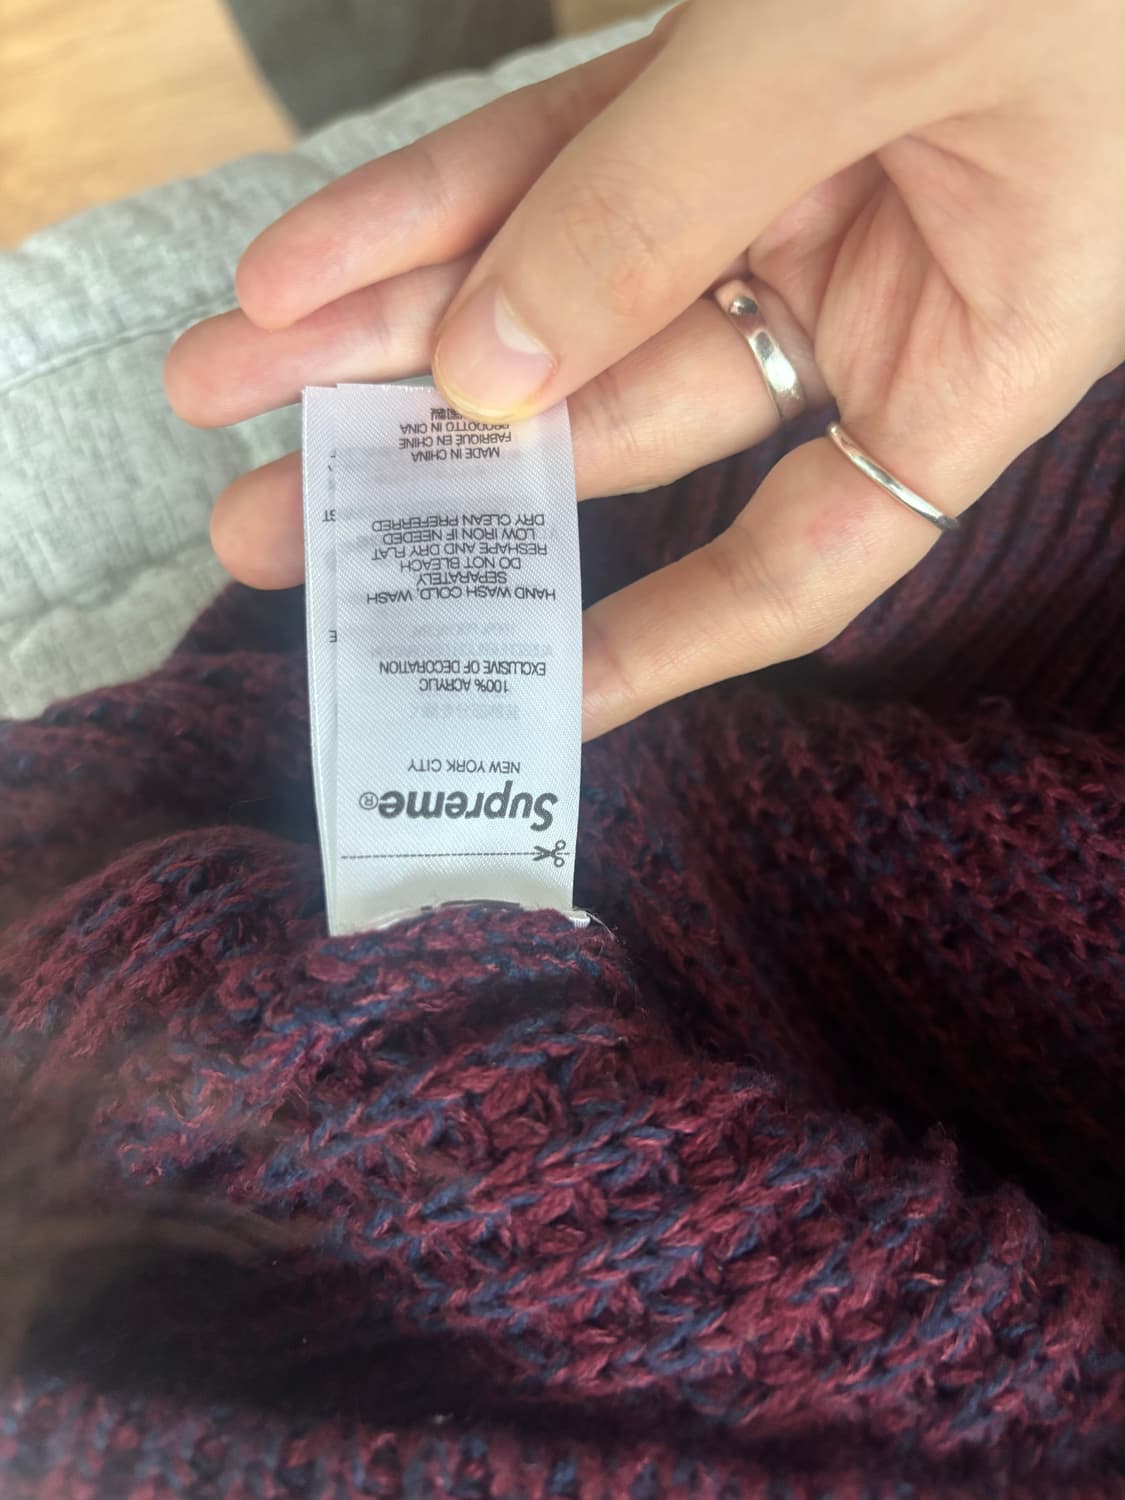 Supreme®
NEW YORK CITY
100% ACRYLIC
EXCLUSIVE OF DECORATION
HAND WASH COLD, WASH
SEPARATELY
DO NOT BLEACH
RESHAPE AND DRY FLAT
LOW IRON IF NEEDED
DRY CLEAN PREFERRED
MADE IN CHINA
FABRIQUÉ EN CHINE
PRODOTTO IN CINA